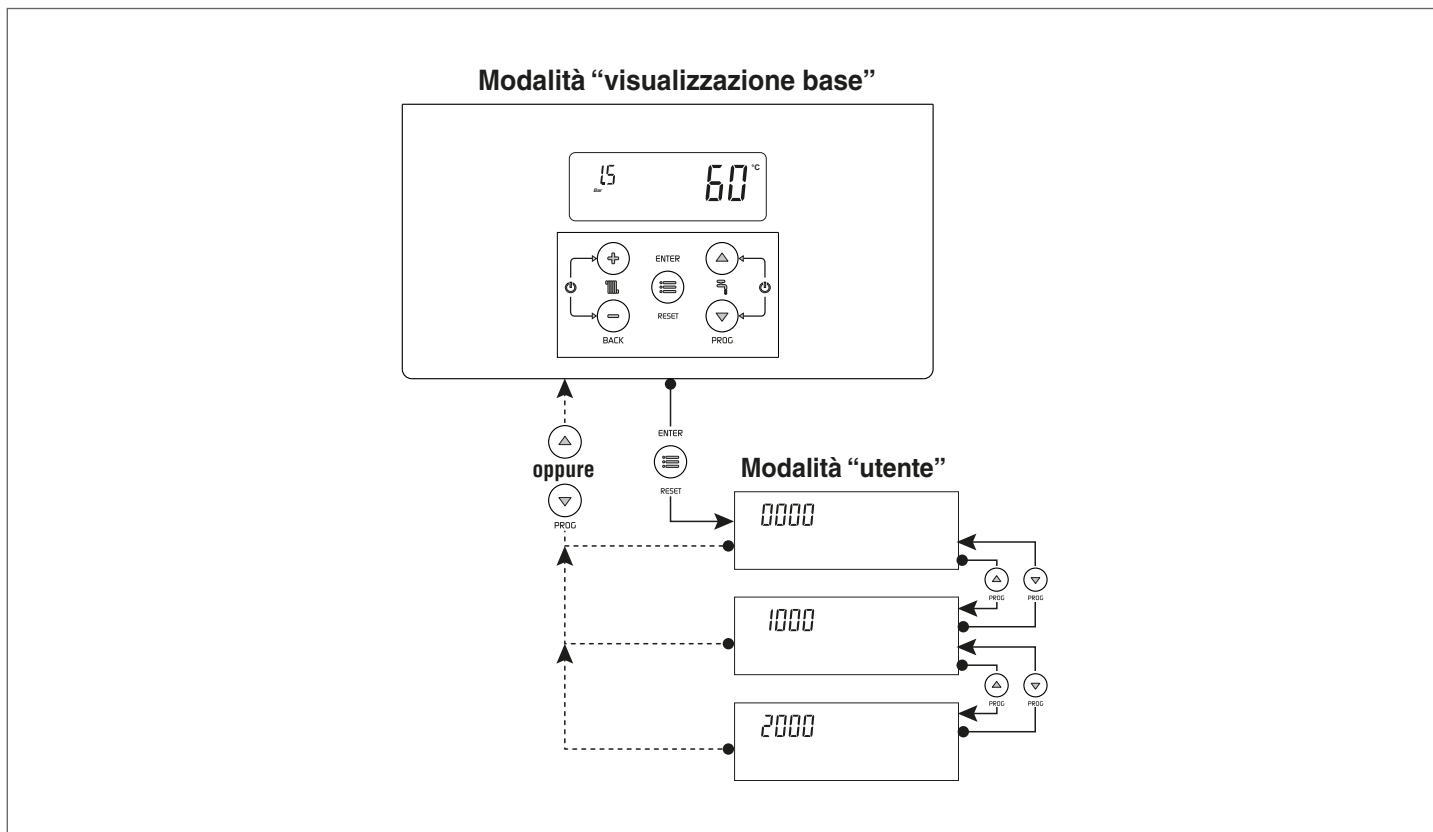 Modalità “visualizzazione base”
1.5 60 °C
Bar
ENTER
RESET
BACK PROG
ENTER
oppure
Modalità “utente”
RESET
PROG
0000
PROG PROG
1000
PROG PROG
2000